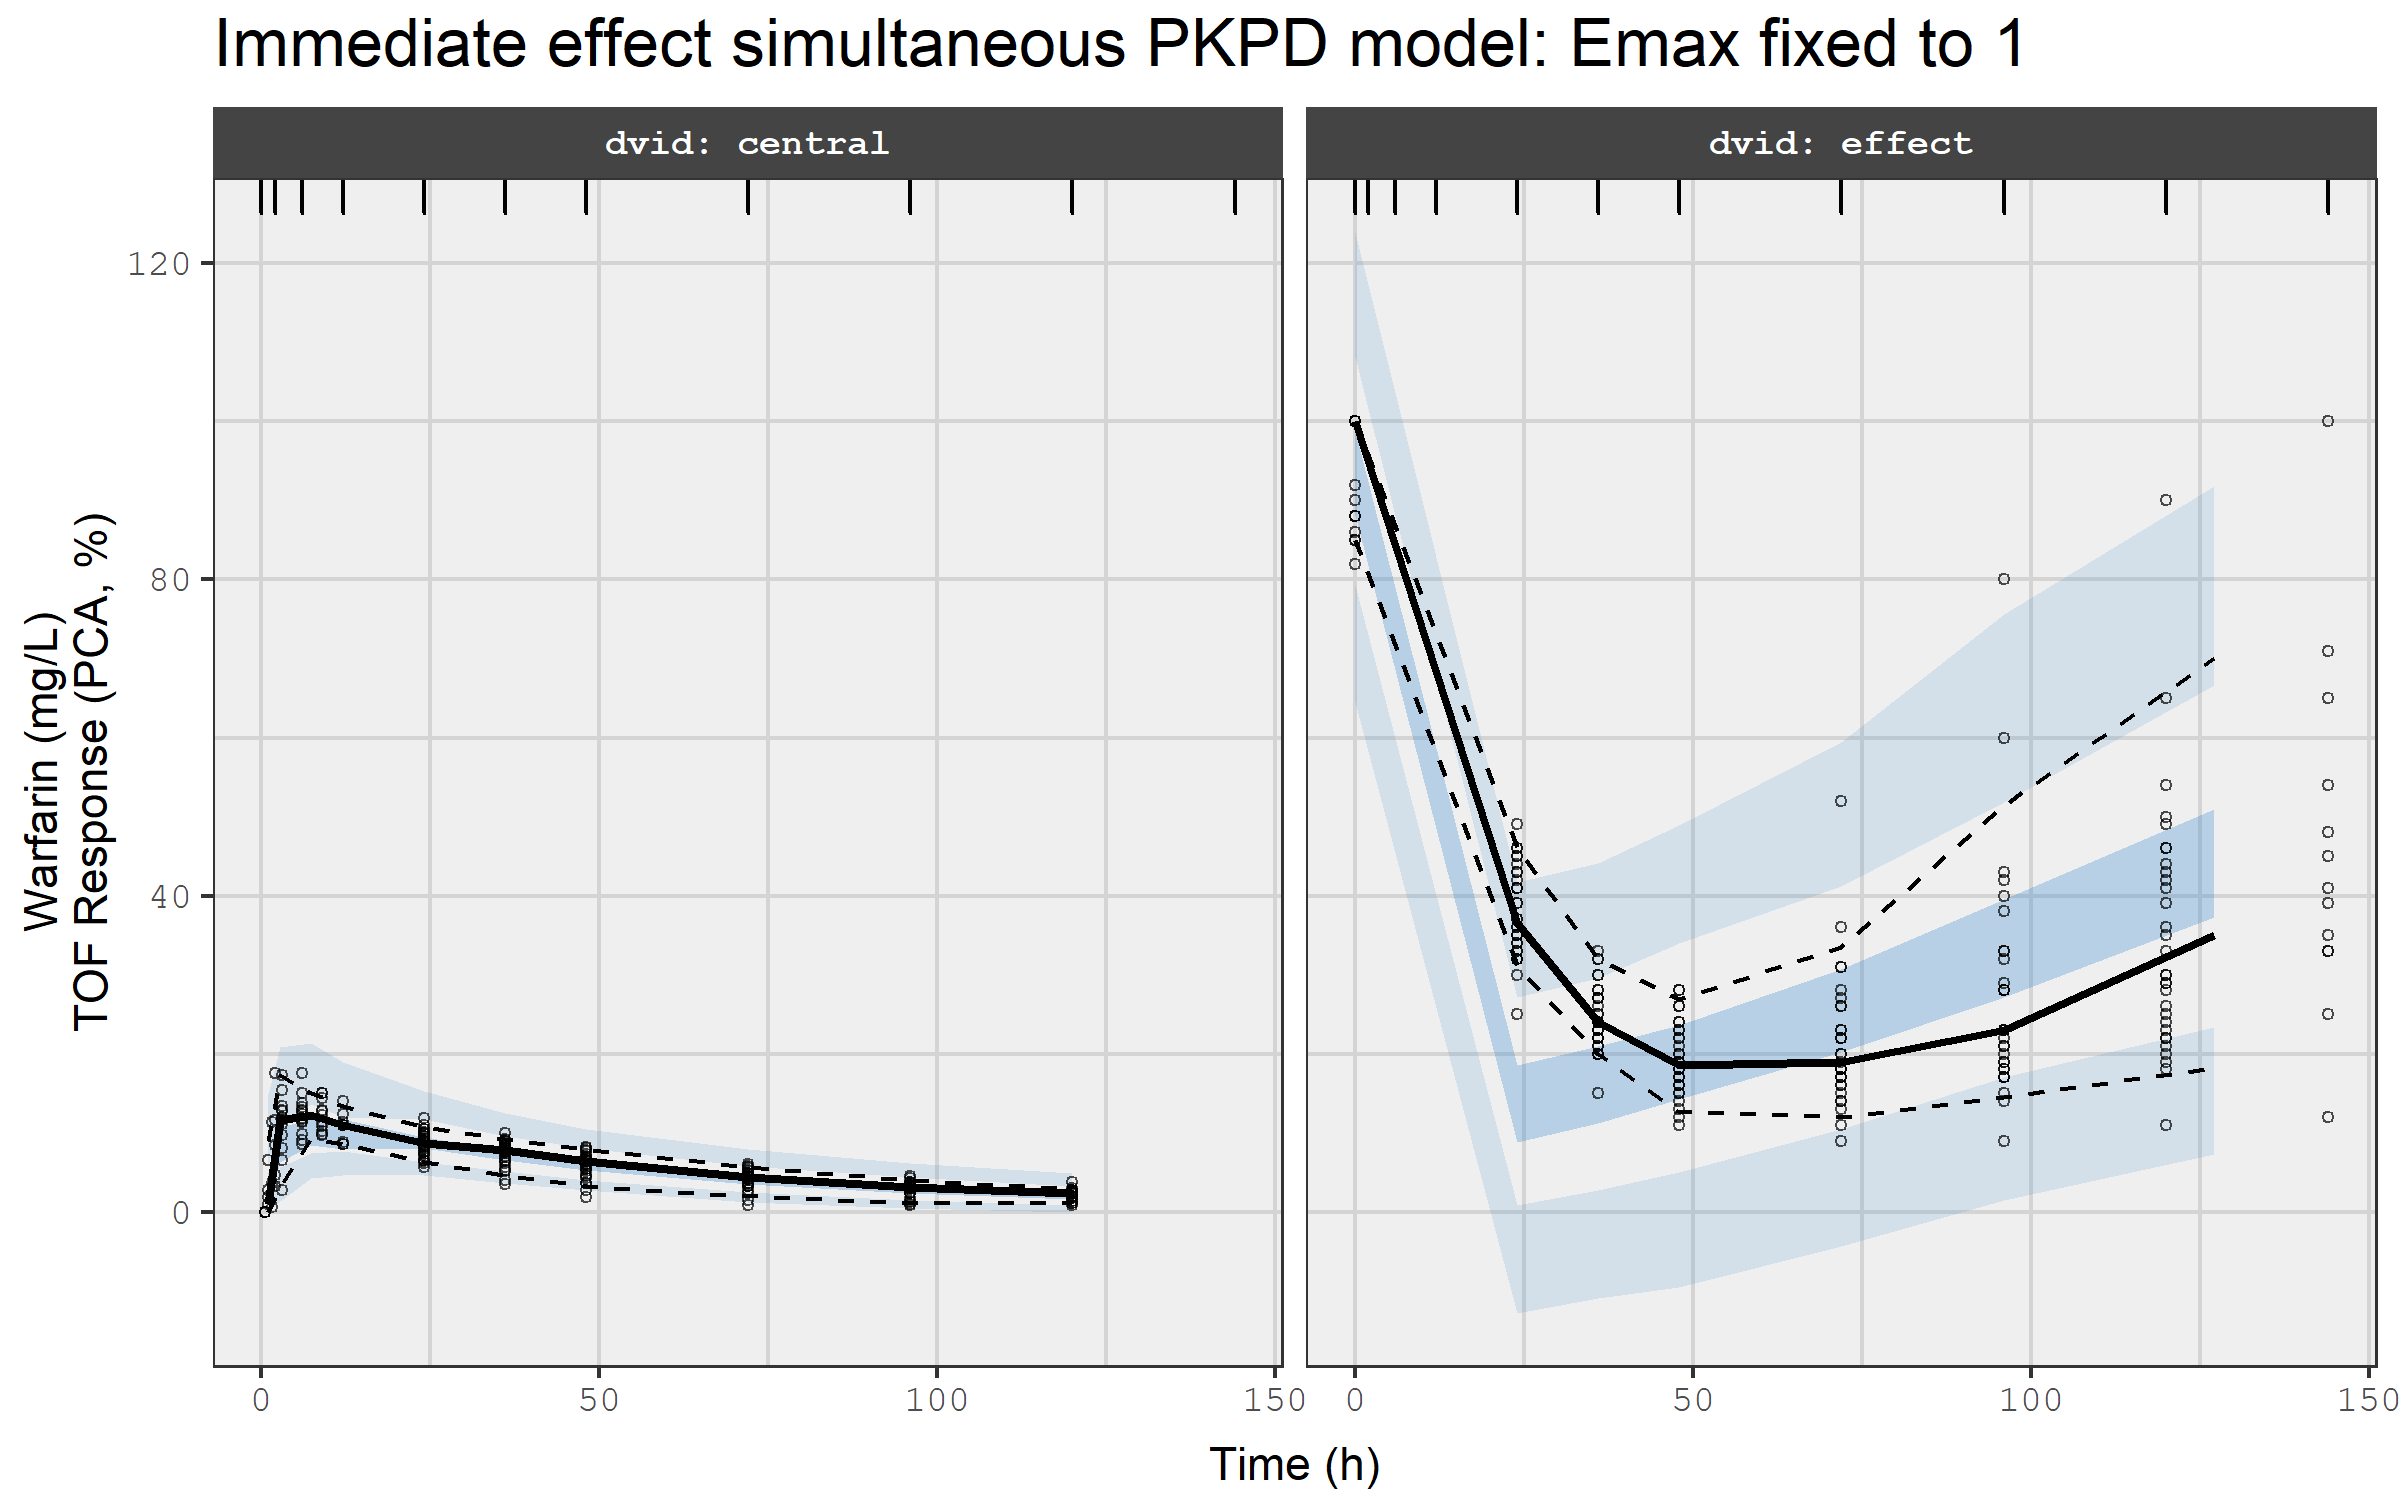 Immediate effect simultaneous PKPD model: Emax fixed to 1
dvid: central
dvid: effect
Warfarin (mg/L)
TOF Response (PCA, %)
120
80
40
0
0 50 100 150
0 50 100 150
Time (h)